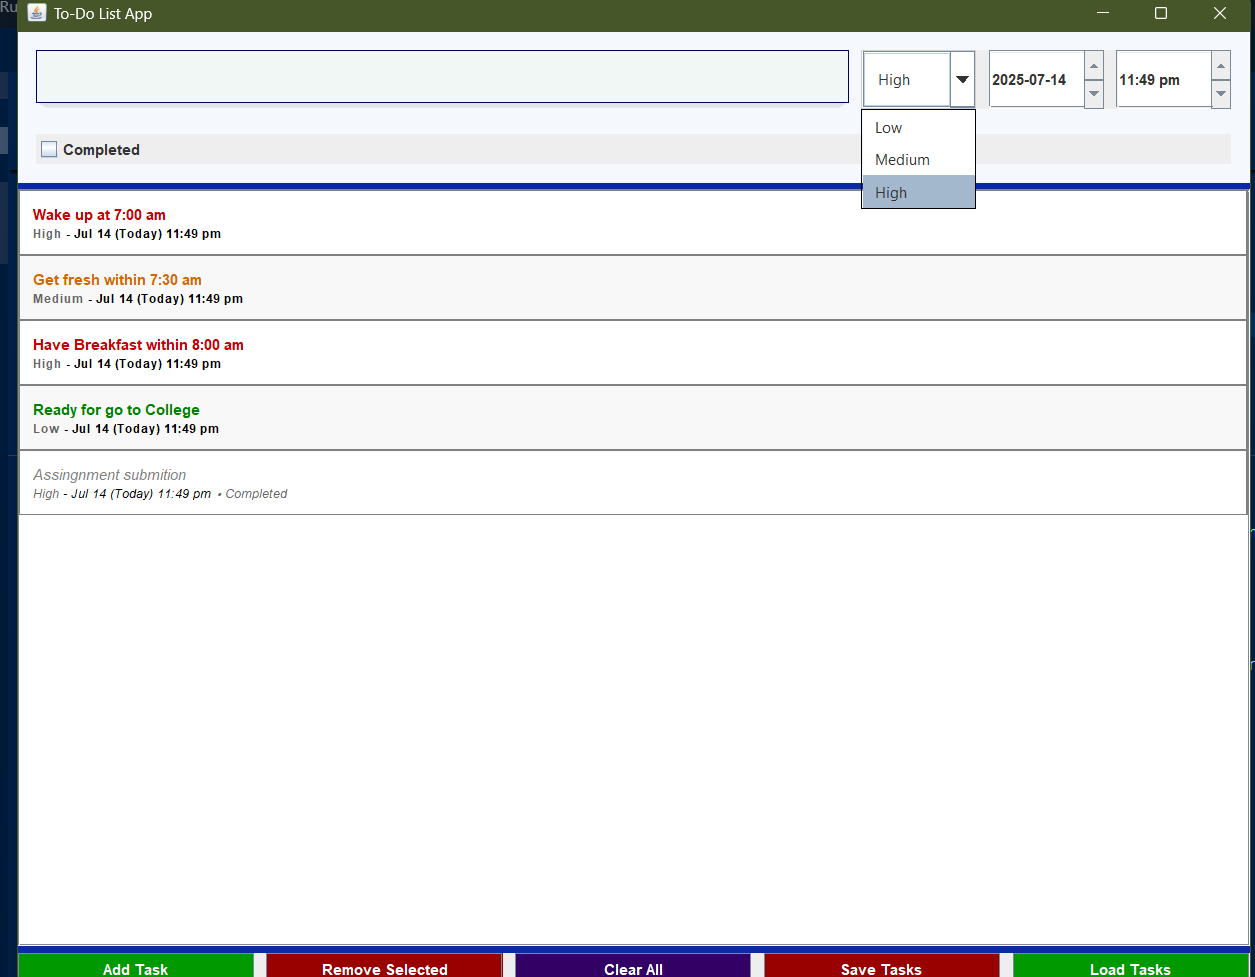 Ru
To-Do List App
High
2025-07-14
11:49 pm
Low
Medium
High
Completed
Wake up at 7:00 am
High - Jul 14 (Today) 11:49 pm
Get fresh within 7:30 am
Medium - Jul 14 (Today) 11:49 pm
Have Breakfast within 8:00 am
High - Jul 14 (Today) 11:49 pm
Ready for go to College
Low - Jul 14 (Today) 11:49 pm
Assingnment submition
High - Jul 14 (Today) 11:49 pm • Completed
Add Task
Remove Selected
Clear All
Save Tasks
Load Tasks